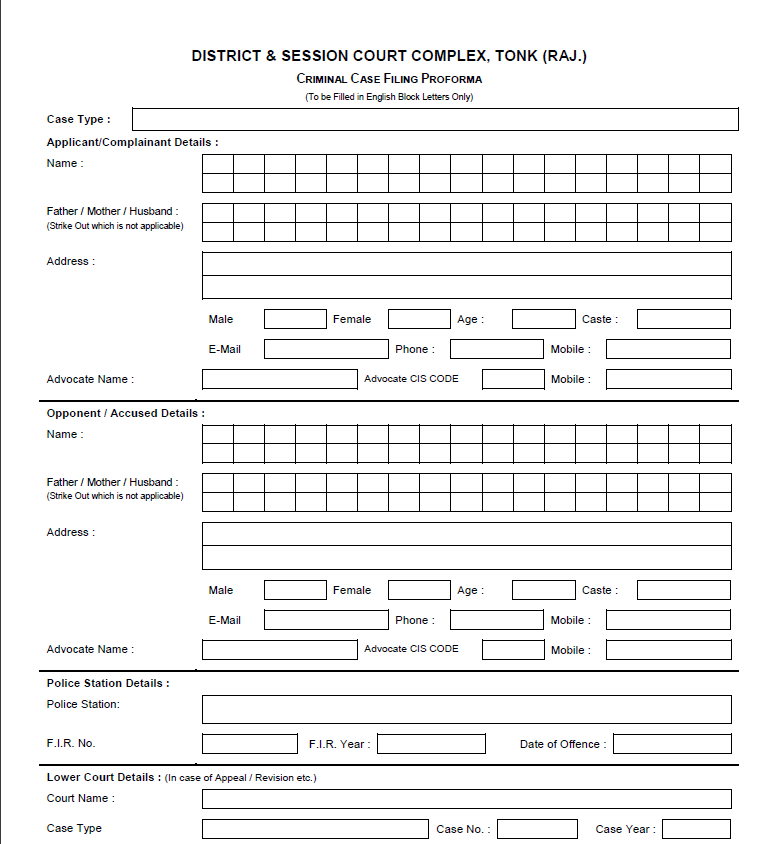 DISTRICT & SESSION COURT COMPLEX, TONK (RAJ.)
CRIMINAL CASE FILING PROFORMA
(To be Filled in English Block Letters Only)
Case Type :
Applicant/Complainant Details :
Name :
Father / Mother / Husband :
(Strike Out which is not applicable)
Address :
Male Female Age : Caste :
E-Mail Phone : Mobile :
Advocate Name : Advocate CIS CODE Mobile :
Opponent / Accused Details :
Name :
Father / Mother / Husband :
(Strike Out which is not applicable)
Address :
Male Female Age : Caste :
E-Mail Phone : Mobile :
Advocate Name : Advocate CIS CODE Mobile :
Police Station Details :
Police Station:
F.I.R. No. F.I.R. Year : Date of Offence :
Lower Court Details : (In case of Appeal / Revision etc.)
Court Name :
Case Type Case No. : Case Year :